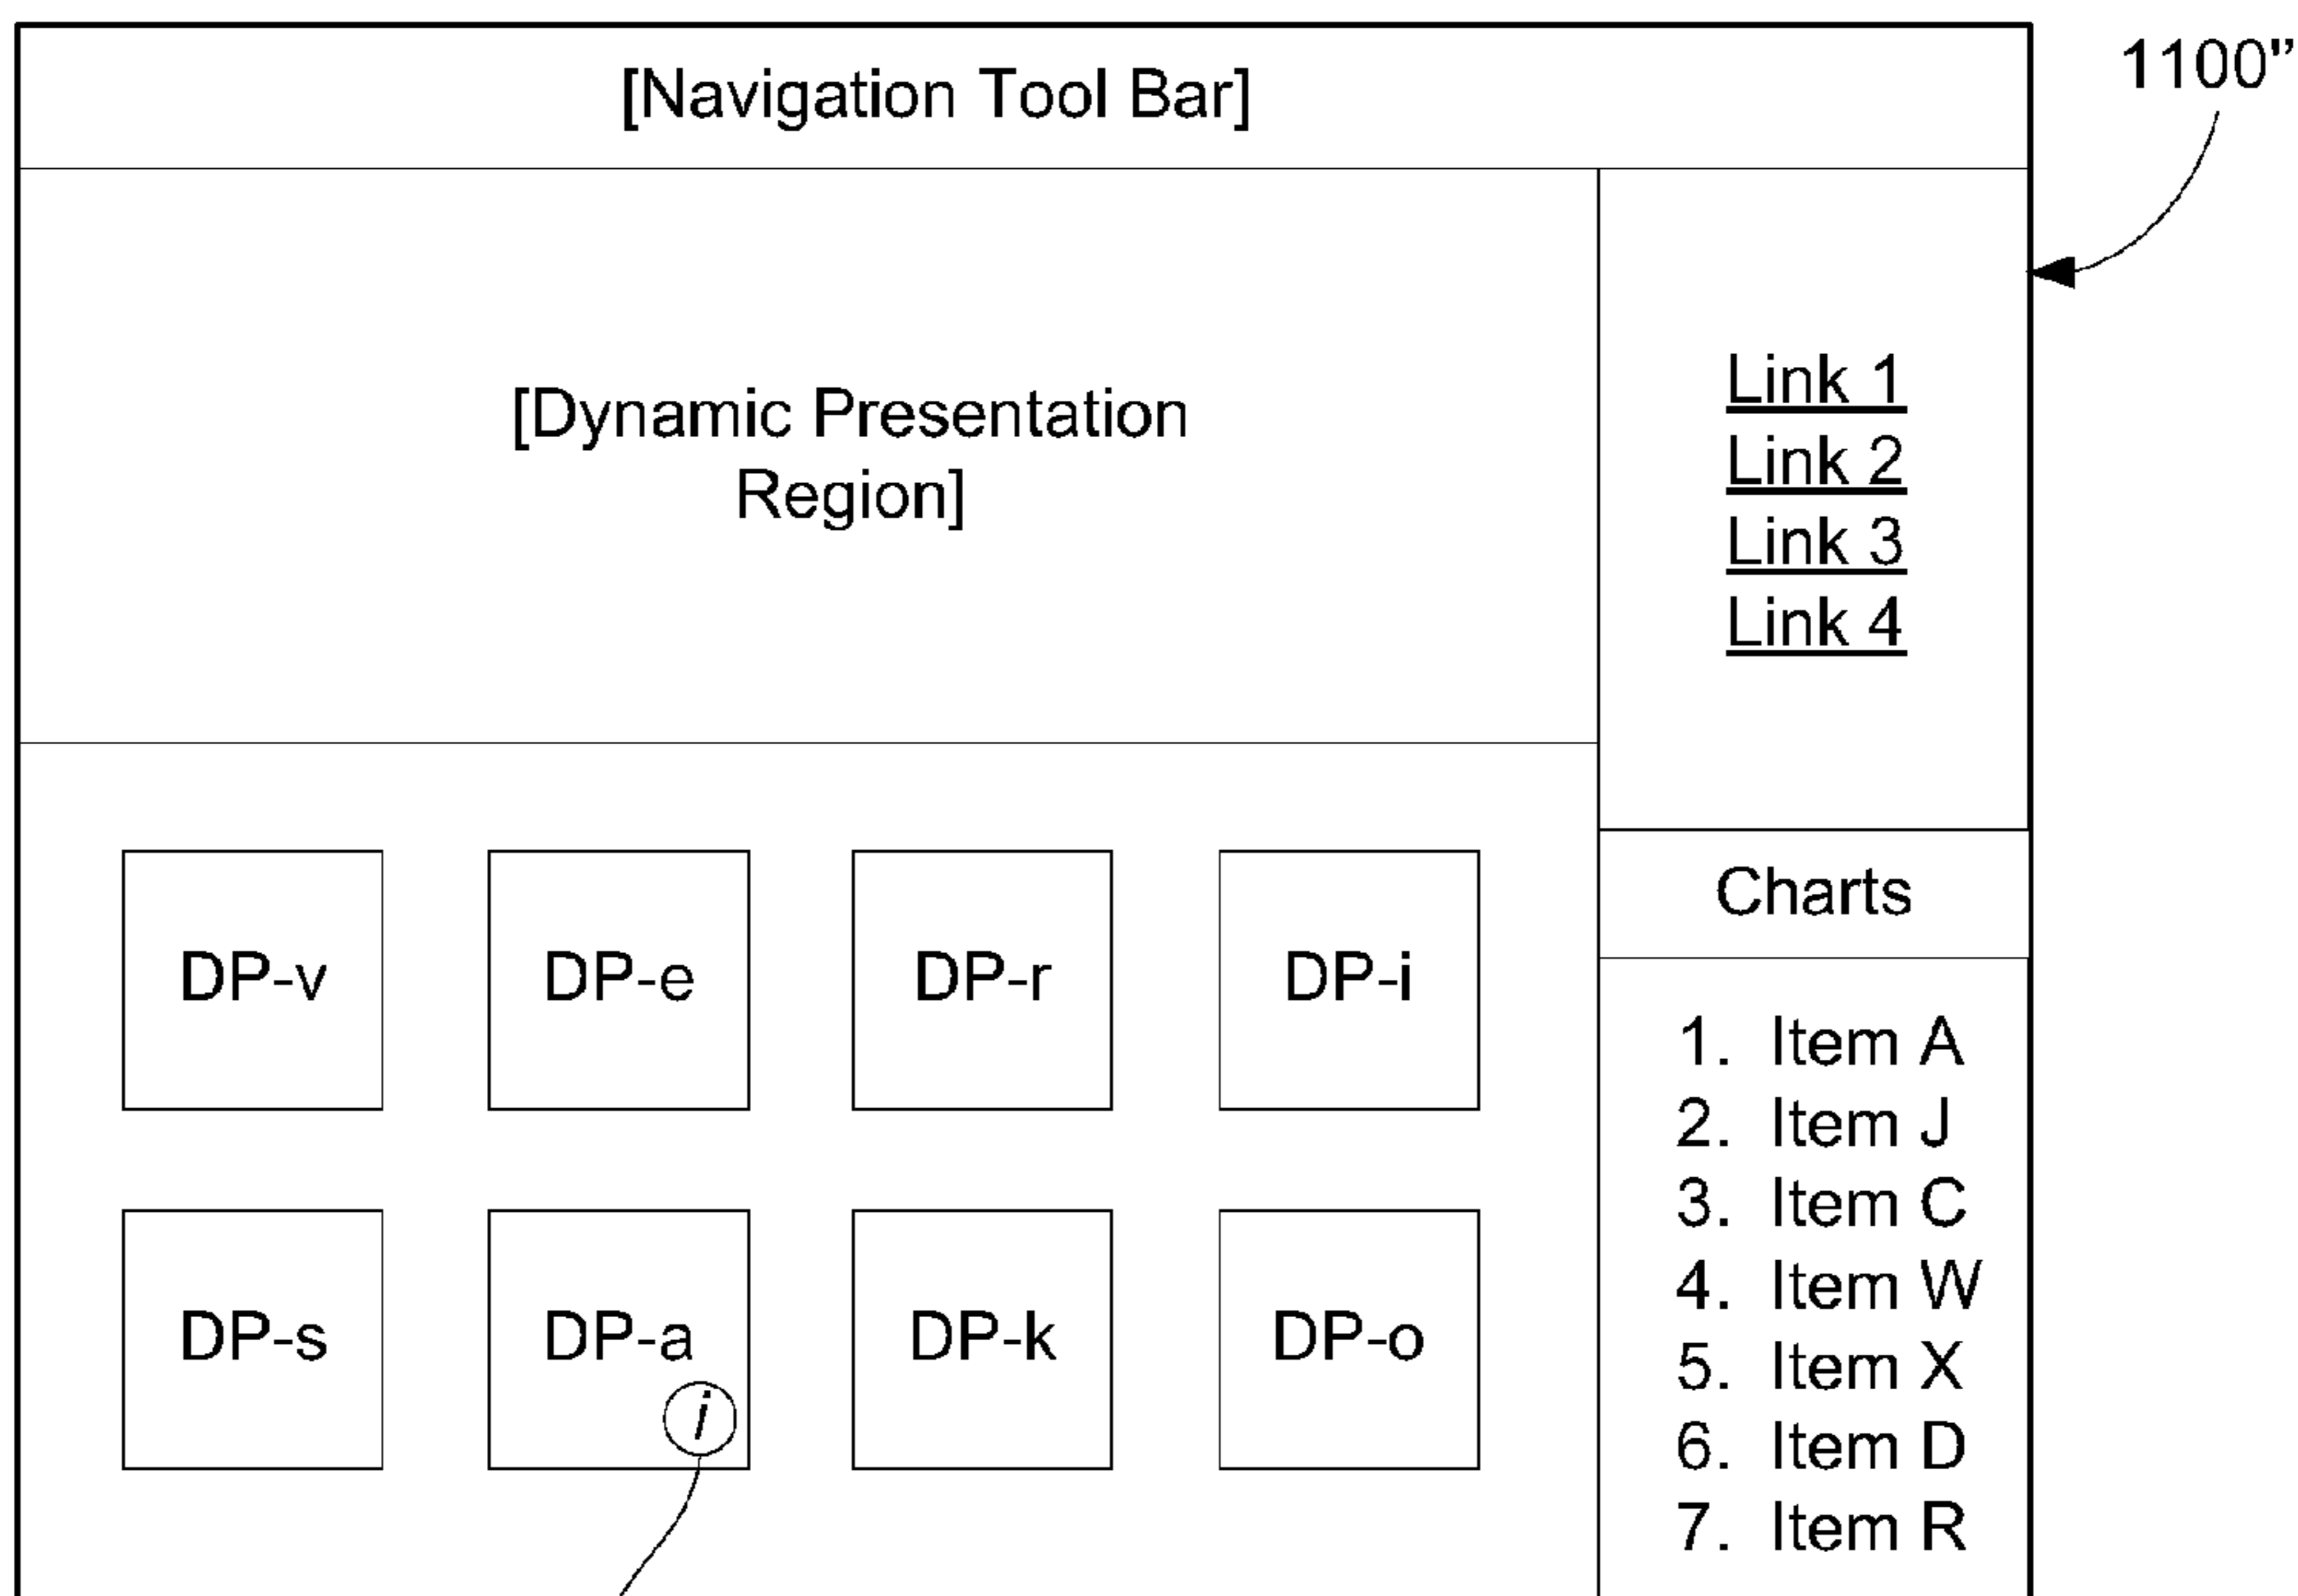 [Navigation Tool Bar]
1100”
[Dynamic Presentation
Region]
Link 1
Link 2
Link 3
Link 4
DP-v
DP-e
DP-r
DP-i
DP-s
DP-a
i
DP-k
DP-o
Charts
1. Item A
2. Item J
3. Item C
4. Item W
5. Item X
6. Item D
7. Item R